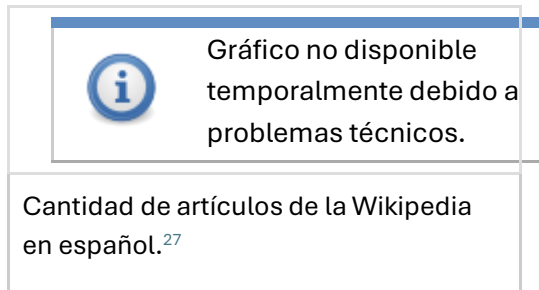 Gráfico no disponible
temporalmente debido a
problemas técnicos.
Cantidad de artículos de la Wikipedia
en español.27